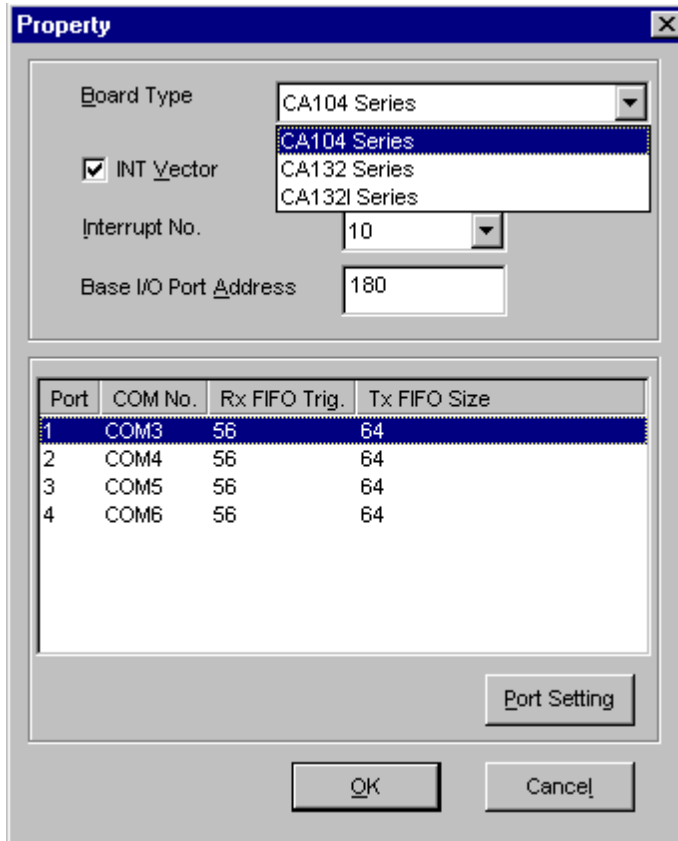 Property
Board Type
CA104 Series
CA104 Series
CA132 Series
CA132I Series
INT Vector
Interrupt No.
10
Base I/O Port Address
180
Port COM No. Rx FIFO Trig. Tx FIFO Size
1 COM3 56 64
2 COM4 56 64
3 COM5 56 64
4 COM6 56 64
Port Setting
OK
Cancel